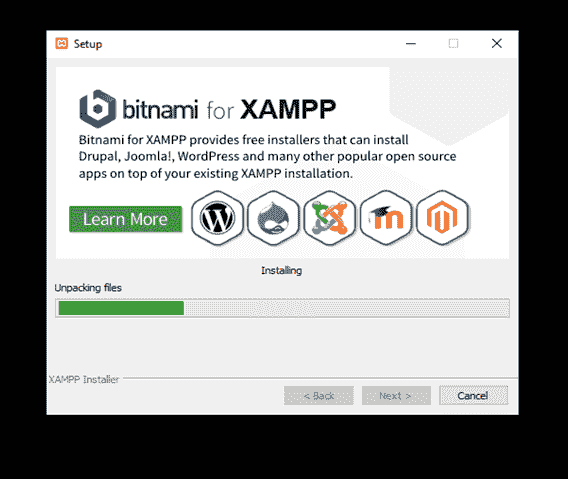 Setup
bitnami for XAMPP
Bitnami for XAMPP provides free installers that can install
Drupal, Joomla!, WordPress and many other popular open source
apps on top of your existing XAMPP installation.
Learn More
Installing
Unpacking files
XAMPP Installer
< Back Next > Cancel